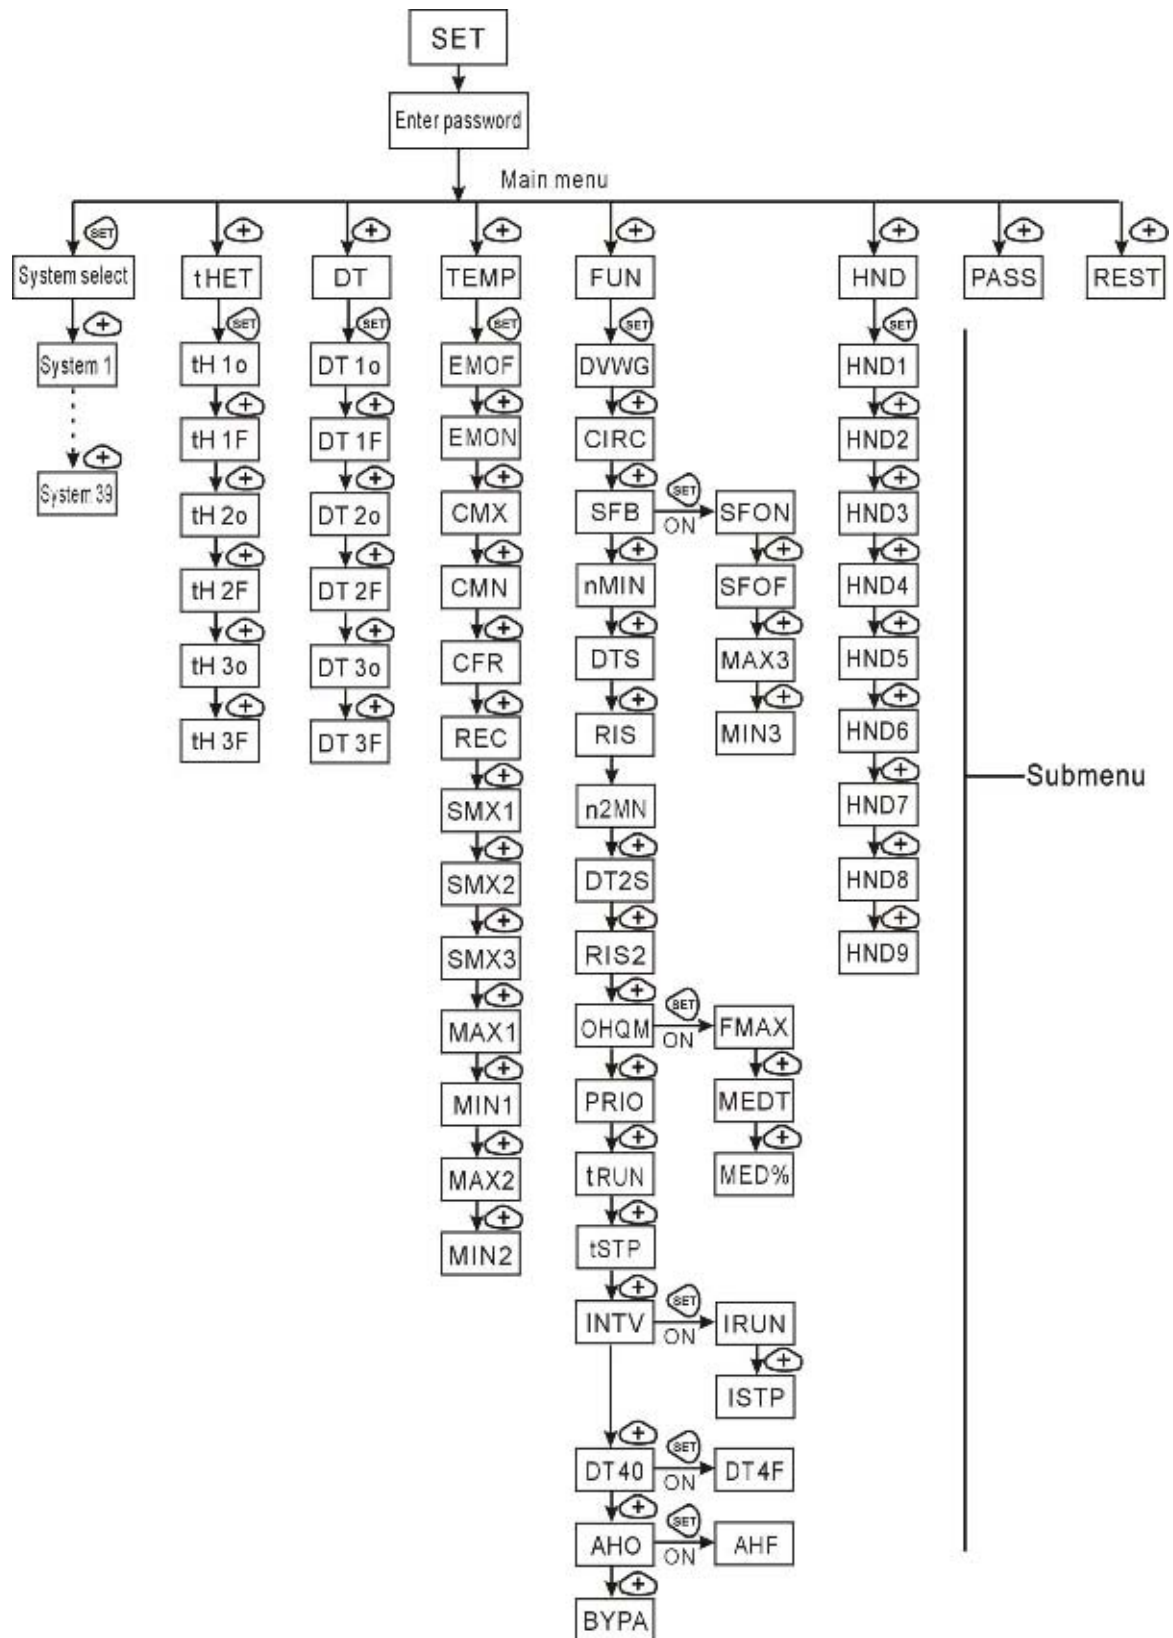 SET
Enter password
Main menu
SET + + + + + + +
System select tHET DT TEMP FUN HND PASS REST
+ SET SET SET SET SET
System 1 tH 1o DT 1o EMOF DVWG HND1
+ + + + +
tH 1F DT 1F EMON CIRC HND2
+
System 39
+ + + + SET +
tH 2o DT 2o CMX SFB ON SFON HND3
+ + + + + +
tH 2F DT 2F CMN nMIN SFOF HND4
+ + + + + +
tH 3o DT 3o CFR DTS MAX3 HND5
+ + + + + +
tH 3F DT 3F REC RIS MIN3 HND6
+ +
SMX1 n2MN HND7
Submenu
+ + +
SMX2 DT2S HND8
+ + +
SMX3 RIS2 HND9
+ + SET
MAX1 OHQM ON FMAX
+ + +
MIN1 PRIO MEDT
+ + +
MAX2 tRUN MED%
+ +
MIN2 tSTP
+ SET
INTV ON IRUN
+
ISTP
+ SET
DT40 ON DT4F
+ SET
AHO ON AHF
+
BYPA